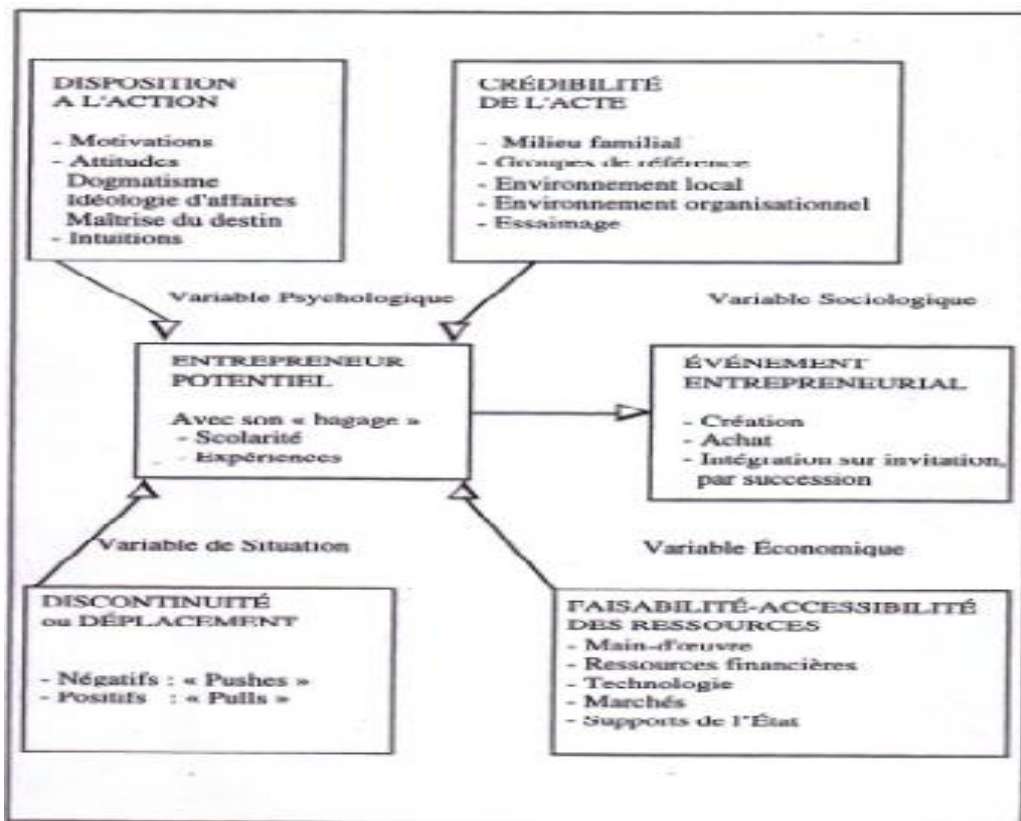 DISPOSITION
A L'ACTION
- Motivations
- Attitudes
Dogmatisme
Idéologie d'affaires
Maîtrise du destin
- Intuitions
CRÉDIBILITÉ
DE L'ACTE
- Milieu familial
- Groupes de référence
- Environnement local
- Environnement organisationnel
- Essaimage
Variable Psychologique
Variable Sociologique
ENTREPRENEUR
POTENTIEL
Avec son « bagage »
- Scolarité
- Expériences
ÉVÉNEMENT
ENTREPRENEURIAL
- Création
- Achat
- Intégration sur invitation,
par succession
Variable de Situation
Variable Économique
DISCONTINUITÉ
ou DÉPLACEMENT
- Négatifs : « Pushes »
- Positifs : « Pulls »
FAISABILITÉ-ACCESSIBILITÉ
DES RESSOURCES
- Main-d'œuvre
- Ressources financières
- Technologie
- Marchés
- Supports de l'État